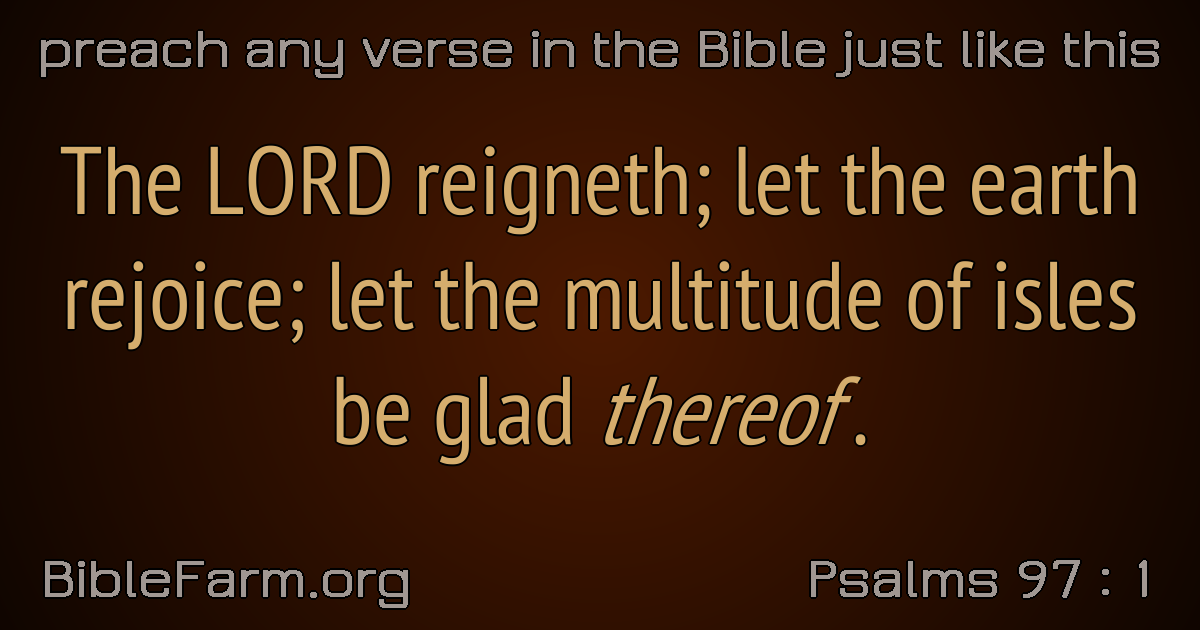 preach any verse in the Bible just like this
The LORD reigneth; let the earth
rejoice; let the multitude of isles
be glad thereof.
BibleFarm.org
Psalms 97 : 1